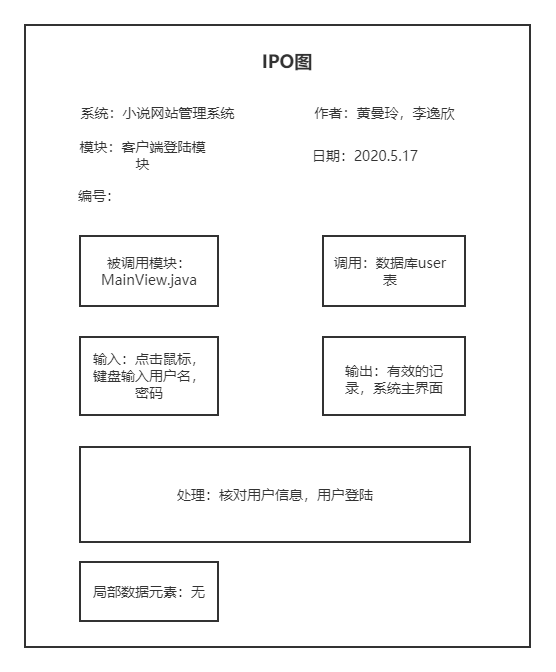 IPO图
系统：小说网站管理系统
作者：黄曼玲，李逸欣
模块：客户端登陆模
块
日期：2020.5.17
编号：
被调用模块：
MainView.java
调用：数据库user
表
输入：点击鼠标，
键盘输入用户名，
密码
输出：有效的记
录，系统主界面
处理：核对用户信息，用户登陆
局部数据元素：无